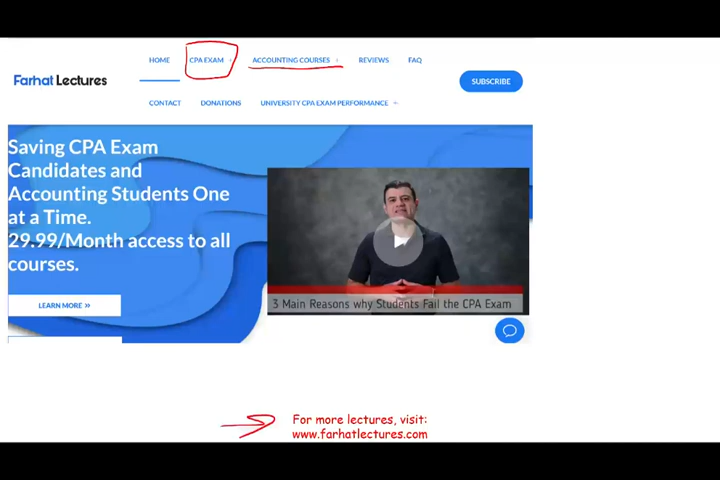 HOME CPA EXAM ACCOUNTING COURSES REVIEWS FAQ
Farhat Lectures
SUBSCRIBE
CONTACT DONATIONS UNIVERSITY CPA EXAM PERFORMANCE
Saving CPA Exam
Candidates and
Accounting Students One
at a Time.
29.99/Month access to all
courses.
LEARN MORE >>
3 Main Reasons why Students Fail the CPA Exam
For more lectures, visit:
www.farhatlectures.com